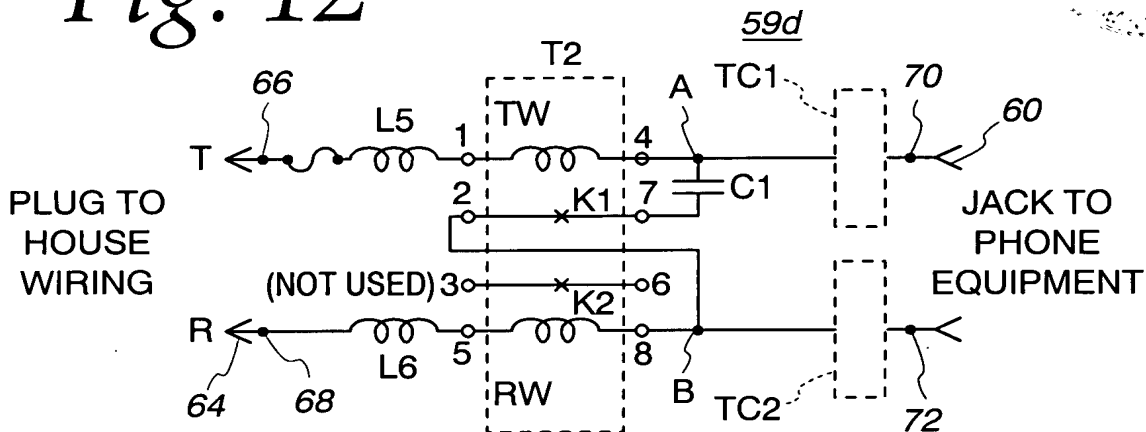 Fig. 12
59d
T2
TC1
70
60
66
A
L5
1
TW
4
T
2
K1
7
C1
PLUG TO
HOUSE
WIRING
JACK TO
PHONE
EQUIPMENT
(NOT USED) 3
6
K2
R
L6
5
8
64
68
RW
B
TC2
72